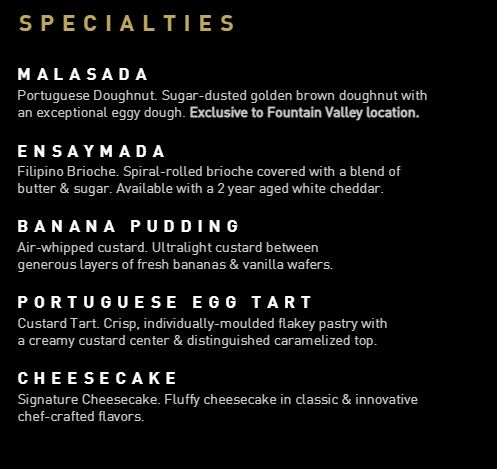 SPECIALTIES
MALASADA
Portuguese Doughnut. Sugar-dusted golden brown doughnut with
an exceptional eggy dough. Exclusive to Fountain Valley location.
ENSAYMADA
Filipino Brioche. Spiral-rolled brioche covered with a blend of
butter & sugar. Available with a 2 year aged white cheddar.
BANANA PUDDING
Air-whipped custard. Ultralight custard between
generous layers of fresh bananas & vanilla wafers.
PORTUGUESE EGG TART
Custard Tart. Crisp, individually-moulded flakey pastry with
a creamy custard center & distinguished caramelized top.
CHEESECAKE
Signature Cheesecake. Fluffy cheesecake in classic & innovative
chef-crafted flavors.